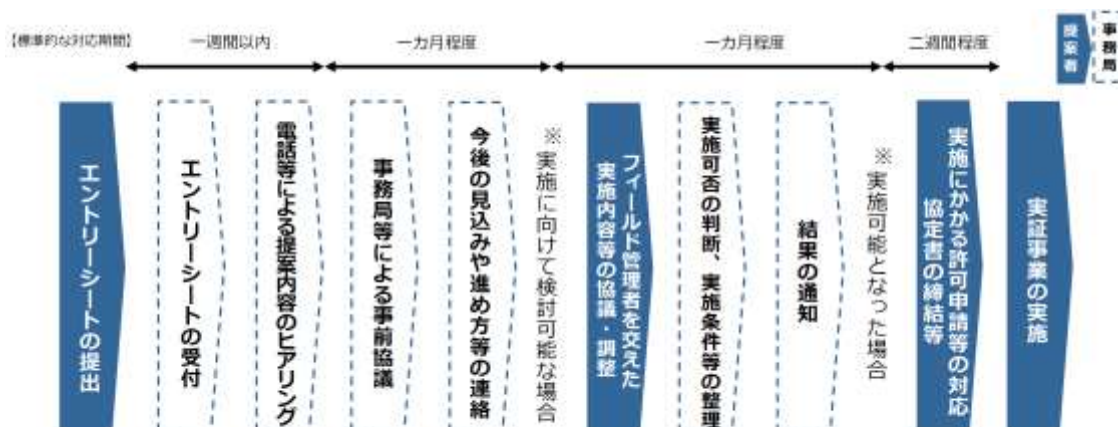 【標準的な対応期間】
一週間以内
一カ月程度
一カ月程度
二週間程度
提案者
事務局
エントリーシートの提出
エントリーシートの受付
電話等による提案内容のヒアリング
事務局等による事前協議
今後の見込みや進め方等の連絡
※実施に向けて検討可能な場合
フィールド管理者を交えた
実施内容等の協議・調整
実施可否の判断、実施条件等の整理
結果の通知
※実施可能となった場合
実施にかかる許可申請等の対応
協定書の締結等
実証事業の実施